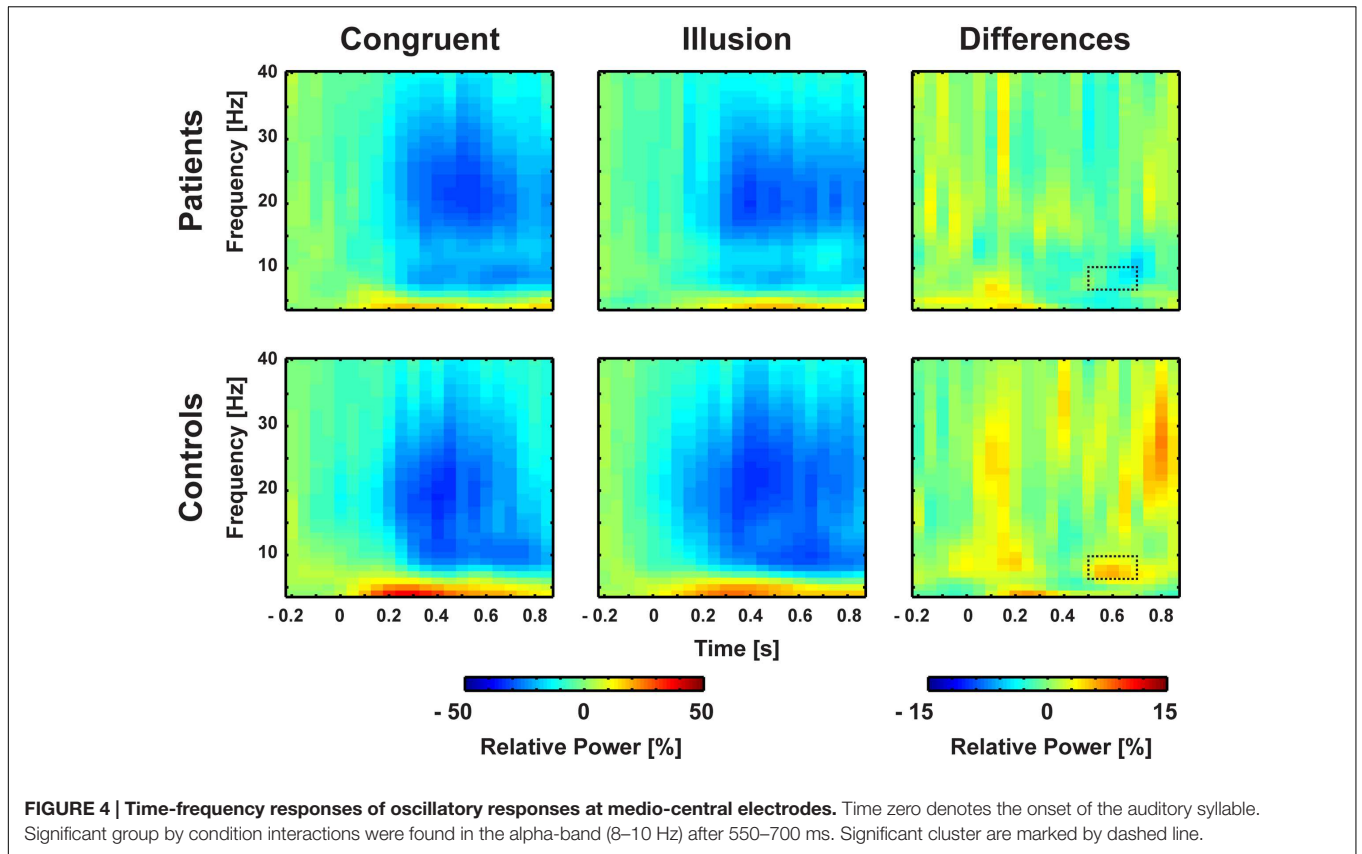 Congruent
Illusion
Differences
Patients
Frequency [Hz]
40
30
20
10
Controls
Frequency [Hz]
40
30
20
10
- 0.2 0 0.2 0.4 0.6 0.8
- 0.2 0 0.2 0.4 0.6 0.8
- 0.2 0 0.2 0.4 0.6 0.8
Time [s]
- 50 0 50
Relative Power [%]
- 15 0 15
Relative Power [%]
FIGURE 4 | Time-frequency responses of oscillatory responses at medio-central electrodes. Time zero denotes the onset of the auditory syllable.
Significant group by condition interactions were found in the alpha-band (8–10 Hz) after 550–700 ms. Significant cluster are marked by dashed line.